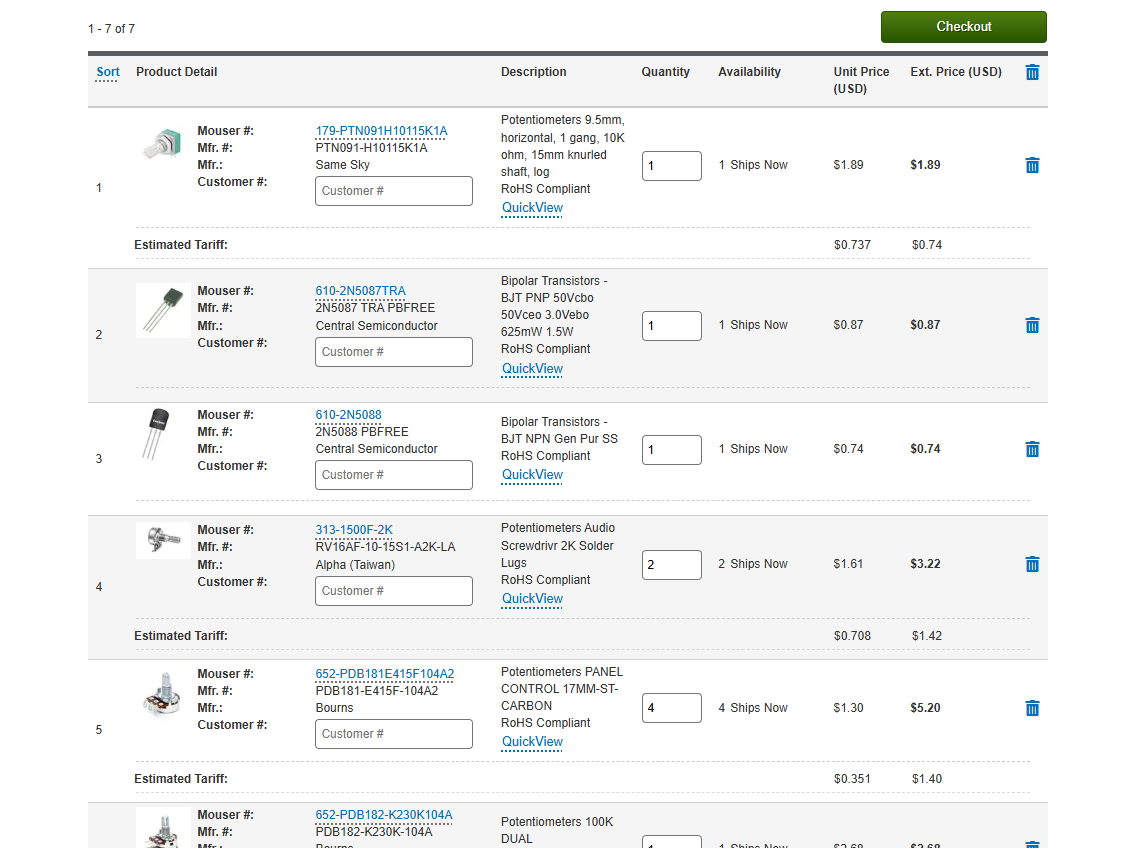 1 - 7 of 7
Checkout
Sort Product Detail Description Quantity Availability Unit Price (USD) Ext. Price (USD)
1
Mouser #: 179-PTN091H10115K1A
Mfr. #: PTN091-H10115K1A
Mfr.: Same Sky
Customer #: Customer #
Potentiometers 9.5mm,
horizontal, 1 gang, 10K
ohm, 15mm knurled
shaft, log
RoHS Compliant
QuickView
1
1 Ships Now
$1.89
$1.89
Estimated Tariff: $0.737 $0.74
2
Mouser #: 610-2N5087TRA
Mfr. #: 2N5087 TRA PBFREE
Mfr.: Central Semiconductor
Customer #: Customer #
Bipolar Transistors -
BJT PNP 50Vcbo
50Vceo 3.0Vebo
625mW 1.5W
RoHS Compliant
QuickView
1
1 Ships Now
$0.87
$0.87
3
Mouser #: 610-2N5088
Mfr. #: 2N5088 PBFREE
Mfr.: Central Semiconductor
Customer #: Customer #
Bipolar Transistors -
BJT NPN Gen Pur SS
RoHS Compliant
QuickView
1
1 Ships Now
$0.74
$0.74
4
Mouser #: 313-1500F-2K
Mfr. #: RV16AF-10-15S1-A2K-LA
Mfr.: Alpha (Taiwan)
Customer #: Customer #
Potentiometers Audio
Screwdrivr 2K Solder
Lugs
RoHS Compliant
QuickView
2
2 Ships Now
$1.61
$3.22
Estimated Tariff: $0.708 $1.42
5
Mouser #: 652-PDB181E415F104A2
Mfr. #: PDB181-E415F-104A2
Mfr.: Bourns
Customer #: Customer #
Potentiometers PANEL
CONTROL 17MM-ST-
CARBON
RoHS Compliant
QuickView
4
4 Ships Now
$1.30
$5.20
Estimated Tariff: $0.351 $1.40
Mouser #: 652-PDB182-K230K104A
Mfr. #: PDB182-K230K-104A
Mfr.: Bourns
Potentiometers 100K
DUAL
1 Ships Now